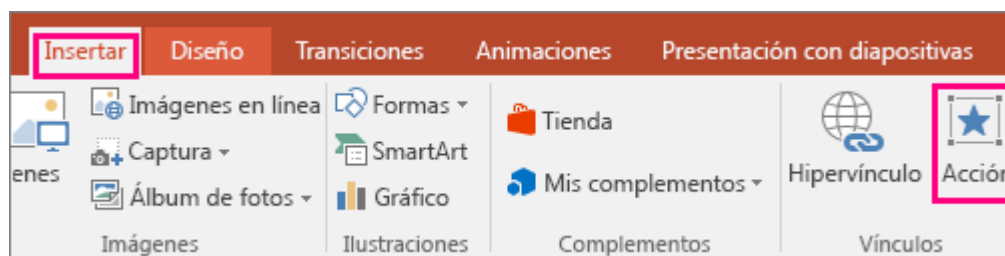 Insertar Diseño Transiciones Animaciones Presentación con diapositivas
Imágenes en línea
Captura
Álbum de fotos
enes
Imágenes
Formas
SmartArt
Gráfico
Ilustraciones
Tienda
Mis complementos
Complementos
Hipervínculo
Acción
Vínculos